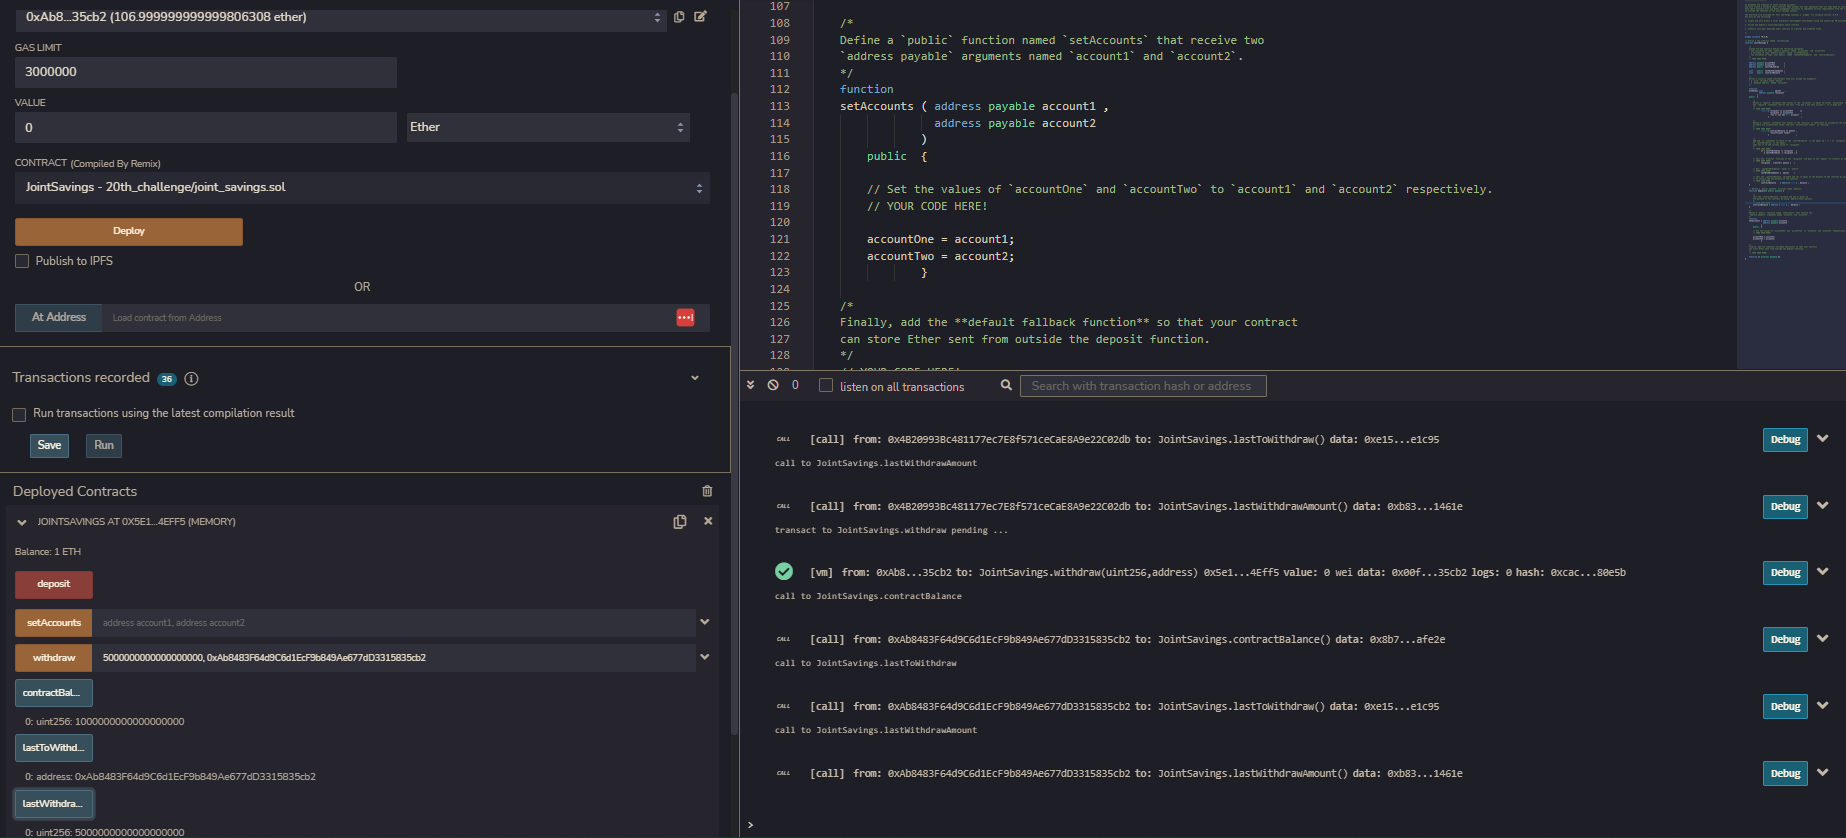 0xAb8...35cb2 (106.999999999999806308 ether)
GAS LIMIT
3000000
VALUE
0
Ether
CONTRACT (Compiled By Remix)
JointSavings - 20th_challenge/joint_savings.sol
Deploy
Publish to IPFS
OR
At Address
Load contract from Address
Transactions recorded 36 i
Run transactions using the latest compilation result
Save
Run
Deployed Contracts
JOINTSAVINGS AT 0X5E1...4EFF5 (MEMORY)
Balance: 1 ETH
deposit
setAccounts
address account1, address account2
withdraw
5000000000000000000, 0xAb8483F64d9C6d1EcF9b849Ae677dD3315835cb2
contractBal...
0: uint256: 1000000000000000000
lastToWithd...
0: address: 0xAb8483F64d9C6d1EcF9b849Ae677dD3315835cb2
lastWithdra...
0: uint256: 5000000000000000000
107
108 /*
109 Define a `public` function named `setAccounts` that receive two
110 `address payable` arguments named `account1` and `account2`.
111 */
112 function
113 setAccounts ( address payable account1 ,
114 address payable account2
115 )
116 public {
117
118 // Set the values of `accountOne` and `accountTwo` to `account1` and `account2` respectively.
119 // YOUR CODE HERE!
120
121 accountOne = account1;
122 accountTwo = account2;
123 }
124
125 /*
126 Finally, add the **default fallback function** so that your contract
127 can store Ether sent from outside the deposit function.
128 */
129 // YOUR CODE HERE!
0
listen on all transactions
Search with transaction hash or address
CALL [call] from: 0x4B20993Bc481177ec7E8f571ceCaE8A9e22C02db to: JointSavings.lastToWithdraw() data: 0xe15...e1c95
Debug
call to JointSavings.lastWithdrawAmount
CALL [call] from: 0x4B20993Bc481177ec7E8f571ceCaE8A9e22C02db to: JointSavings.lastWithdrawAmount() data: 0xb83...1461e
Debug
transact to JointSavings.withdraw pending ...
[vm] from: 0xAb8...35cb2 to: JointSavings.withdraw(uint256,address) 0x5e1...4Eff5 value: 0 wei data: 0x00f...35cb2 logs: 0 hash: 0xcac...80e5b
Debug
call to JointSavings.contractBalance
CALL [call] from: 0xAb8483F64d9C6d1EcF9b849Ae677dD3315835cb2 to: JointSavings.contractBalance() data: 0x8b7...afe2e
Debug
call to JointSavings.lastToWithdraw
CALL [call] from: 0xAb8483F64d9C6d1EcF9b849Ae677dD3315835cb2 to: JointSavings.lastToWithdraw() data: 0xe15...e1c95
Debug
call to JointSavings.lastWithdrawAmount
CALL [call] from: 0xAb8483F64d9C6d1EcF9b849Ae677dD3315835cb2 to: JointSavings.lastWithdrawAmount() data: 0xb83...1461e
Debug
>